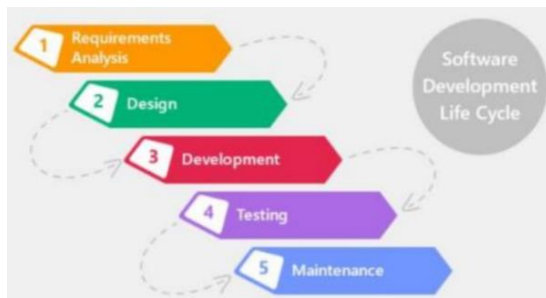 1
Requirements
Analysis
Software
Development
Life Cycle
2
Design
3
Development
4
Testing
5
Maintenance